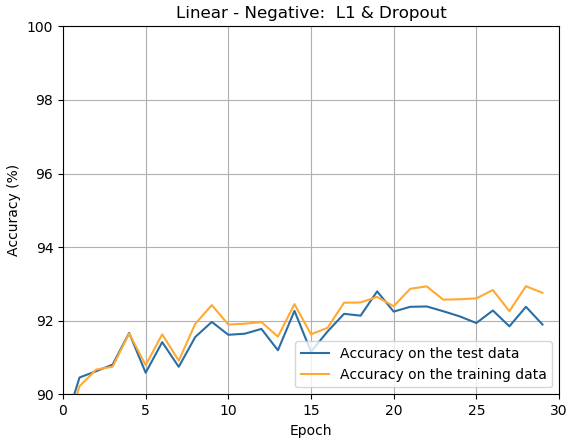 Linear - Negative:  L1 & Dropout
100
98
96
94
92
90
Accuracy (%)
0
5
10
15
20
25
30
Epoch
Accuracy on the test data
Accuracy on the training data